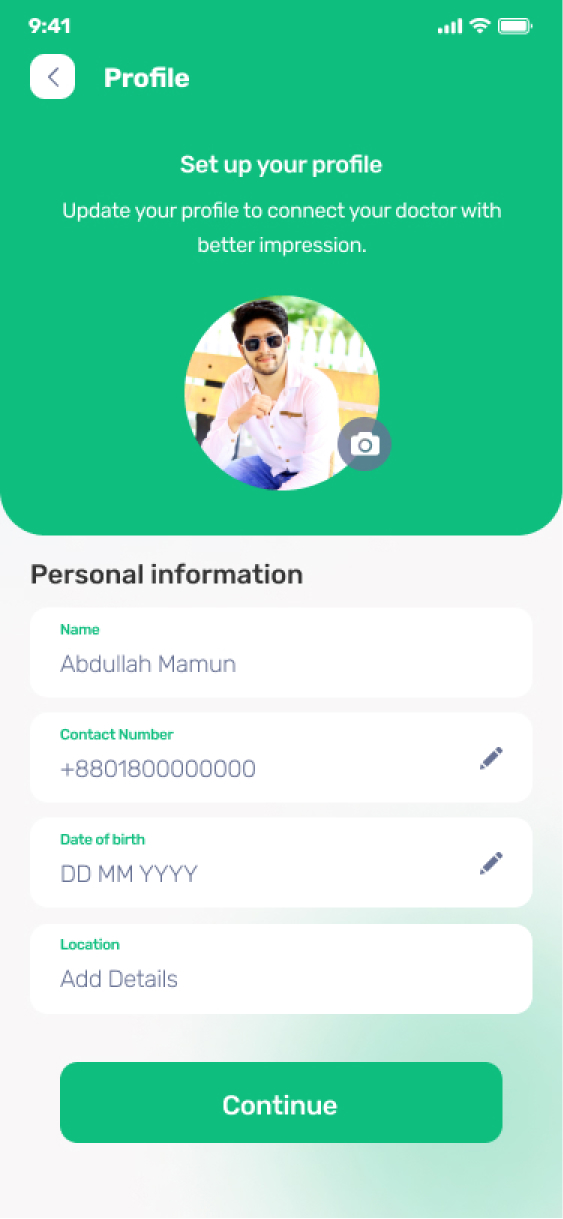 9:41
Profile
Set up your profile
Update your profile to connect your doctor with
better impression.
Personal information
Name
Abdullah Mamun
Contact Number
+8801800000000
Date of birth
DD MM YYYY
Location
Add Details
Continue